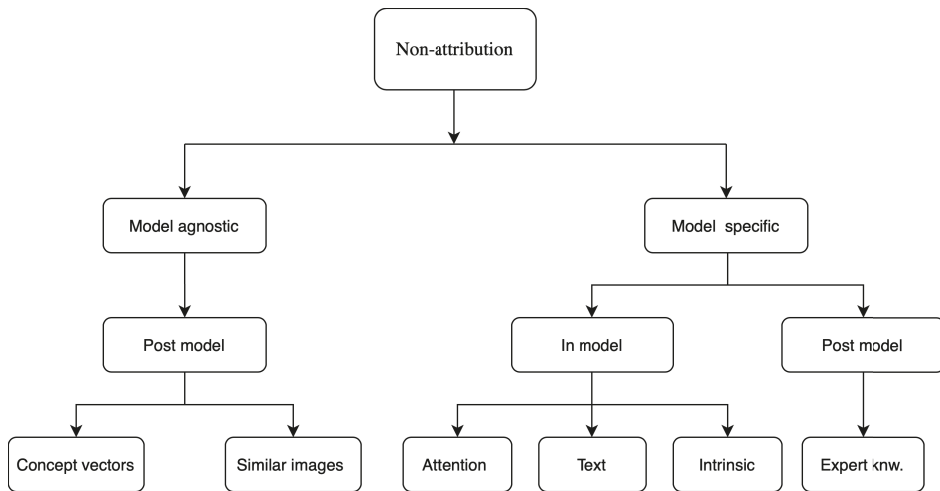 Non-attribution
Model agnostic
Model specific
Post model
In model
Post model
Concept vectors
Similar images
Attention
Text
Intrinsic
Expert knw.